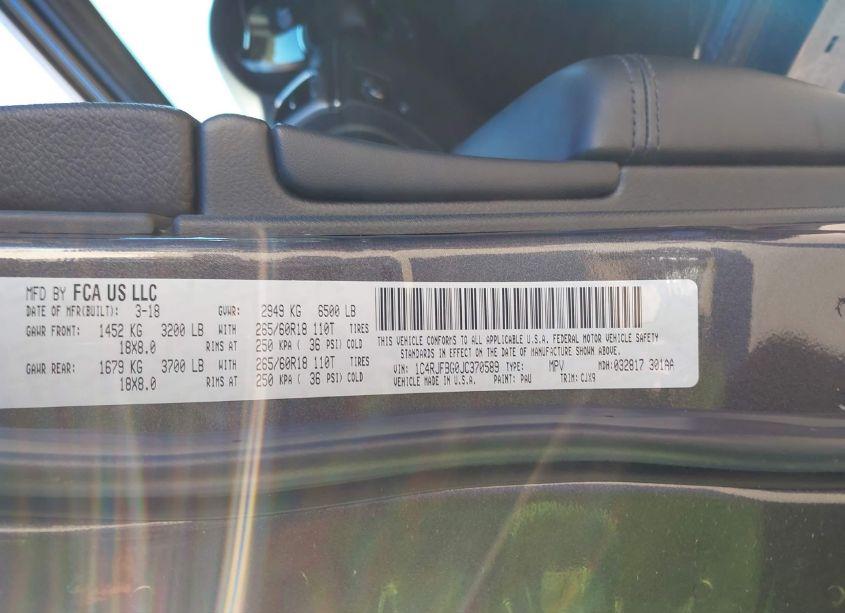 MFD BY FCA US LLC
DATE OF MFR(BUILT): 3-18 GVWR: 2949 KG 6500 LB
GAWR FRONT: 1452 KG 3200 LB WITH 265/60R18 110T TIRES
18X8.0 RIMS AT 250 KPA ( 36 PSI) COLD
GAWR REAR: 1679 KG 3700 LB WITH 265/60R18 110T TIRES
18X8.0 RIMS AT 250 KPA ( 36 PSI) COLD
THIS VEHICLE CONFORMS TO ALL APPLICABLE U.S.A. FEDERAL MOTOR VEHICLE SAFETY
STANDARDS IN EFFECT ON THE DATE OF MANUFACTURE SHOWN ABOVE.
VIN: 1C4RJFBG0JC370589 TYPE: MPV MDH: 032817 301AA
VEHICLE MADE IN U.S.A. PAINT: PAU TRIM: CJX9